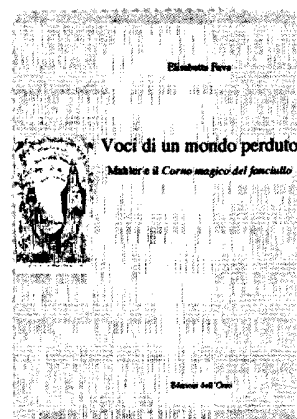 Elisabetta Fava
Voci di un mondo perduto
Mahler e il Corno magico del fanciullo
Edizioni dell'Orso